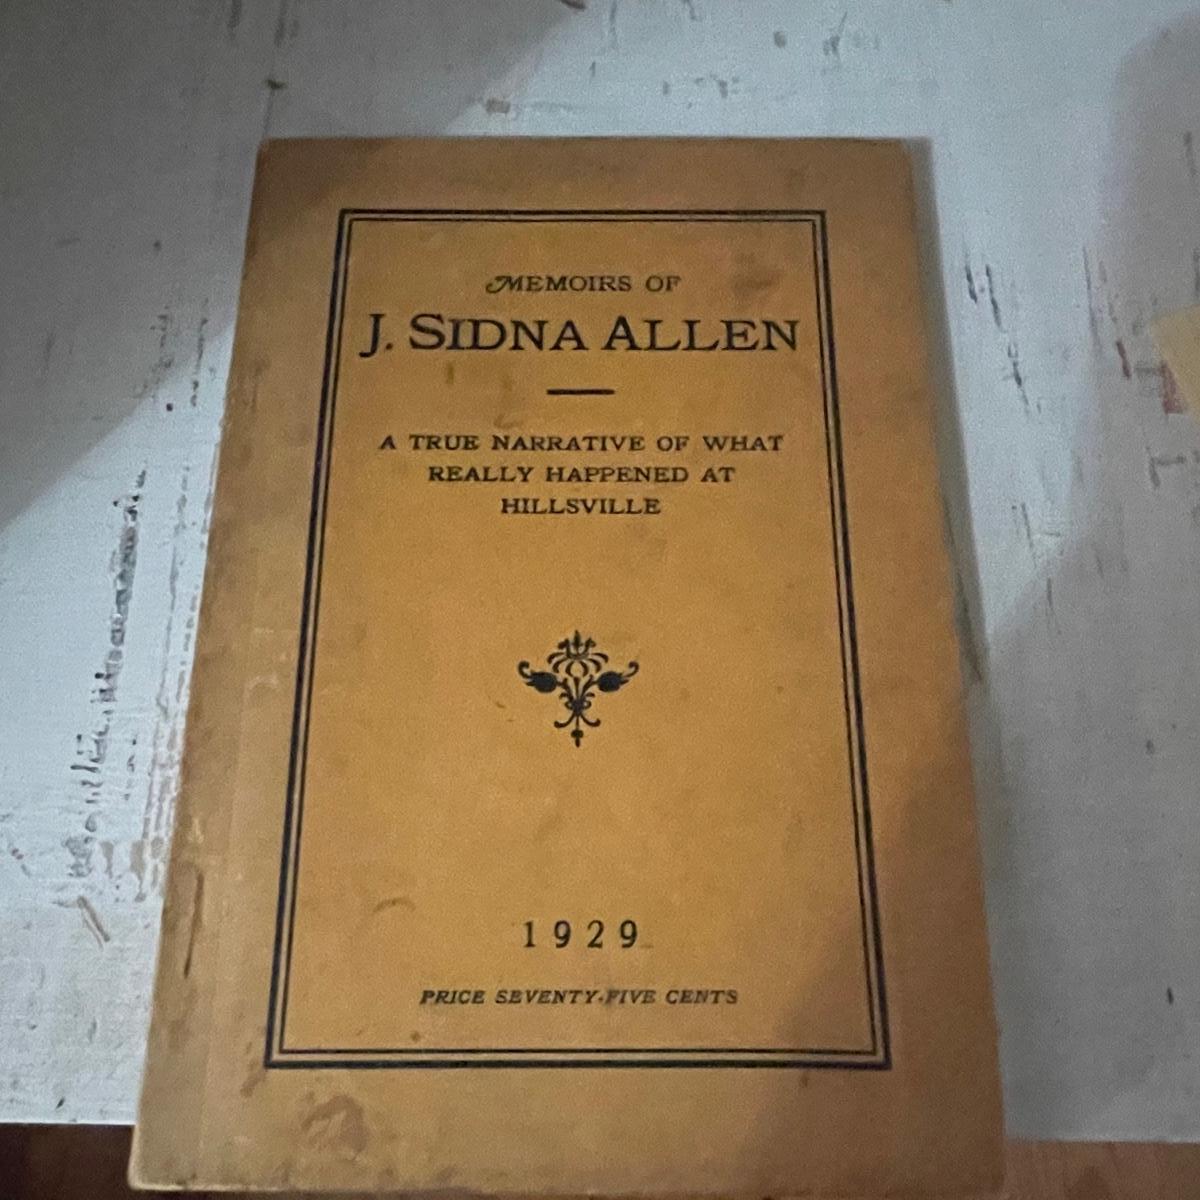 MEMOIRS OF
J. SIDNA ALLEN
A TRUE NARRATIVE OF WHAT
REALLY HAPPENED AT
HILLSVILLE
1929
PRICE SEVENTY-FIVE CENTS